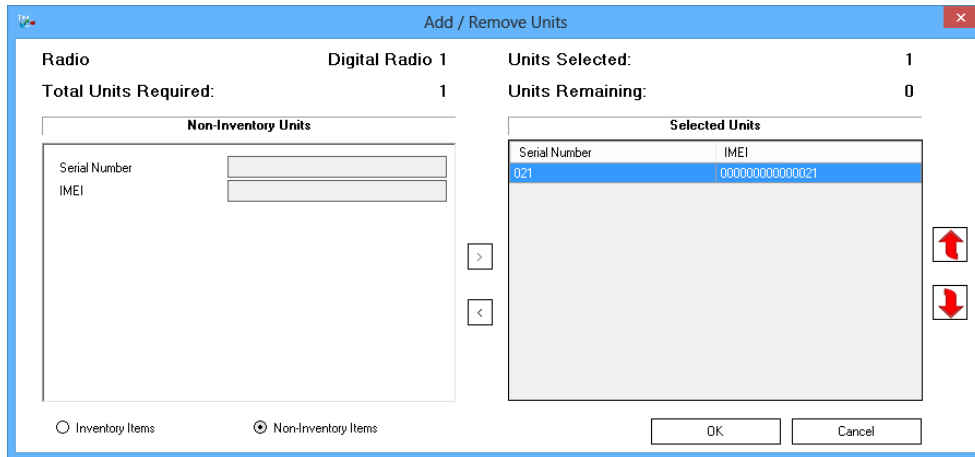 Add / Remove Units
Radio Digital Radio 1 Units Selected: 1
Total Units Required: 1 Units Remaining: 0
Non-Inventory Units Selected Units
Serial Number
IMEI
Serial Number IMEI
021 000000000000021
>
<
Inventory Items Non-Inventory Items OK Cancel